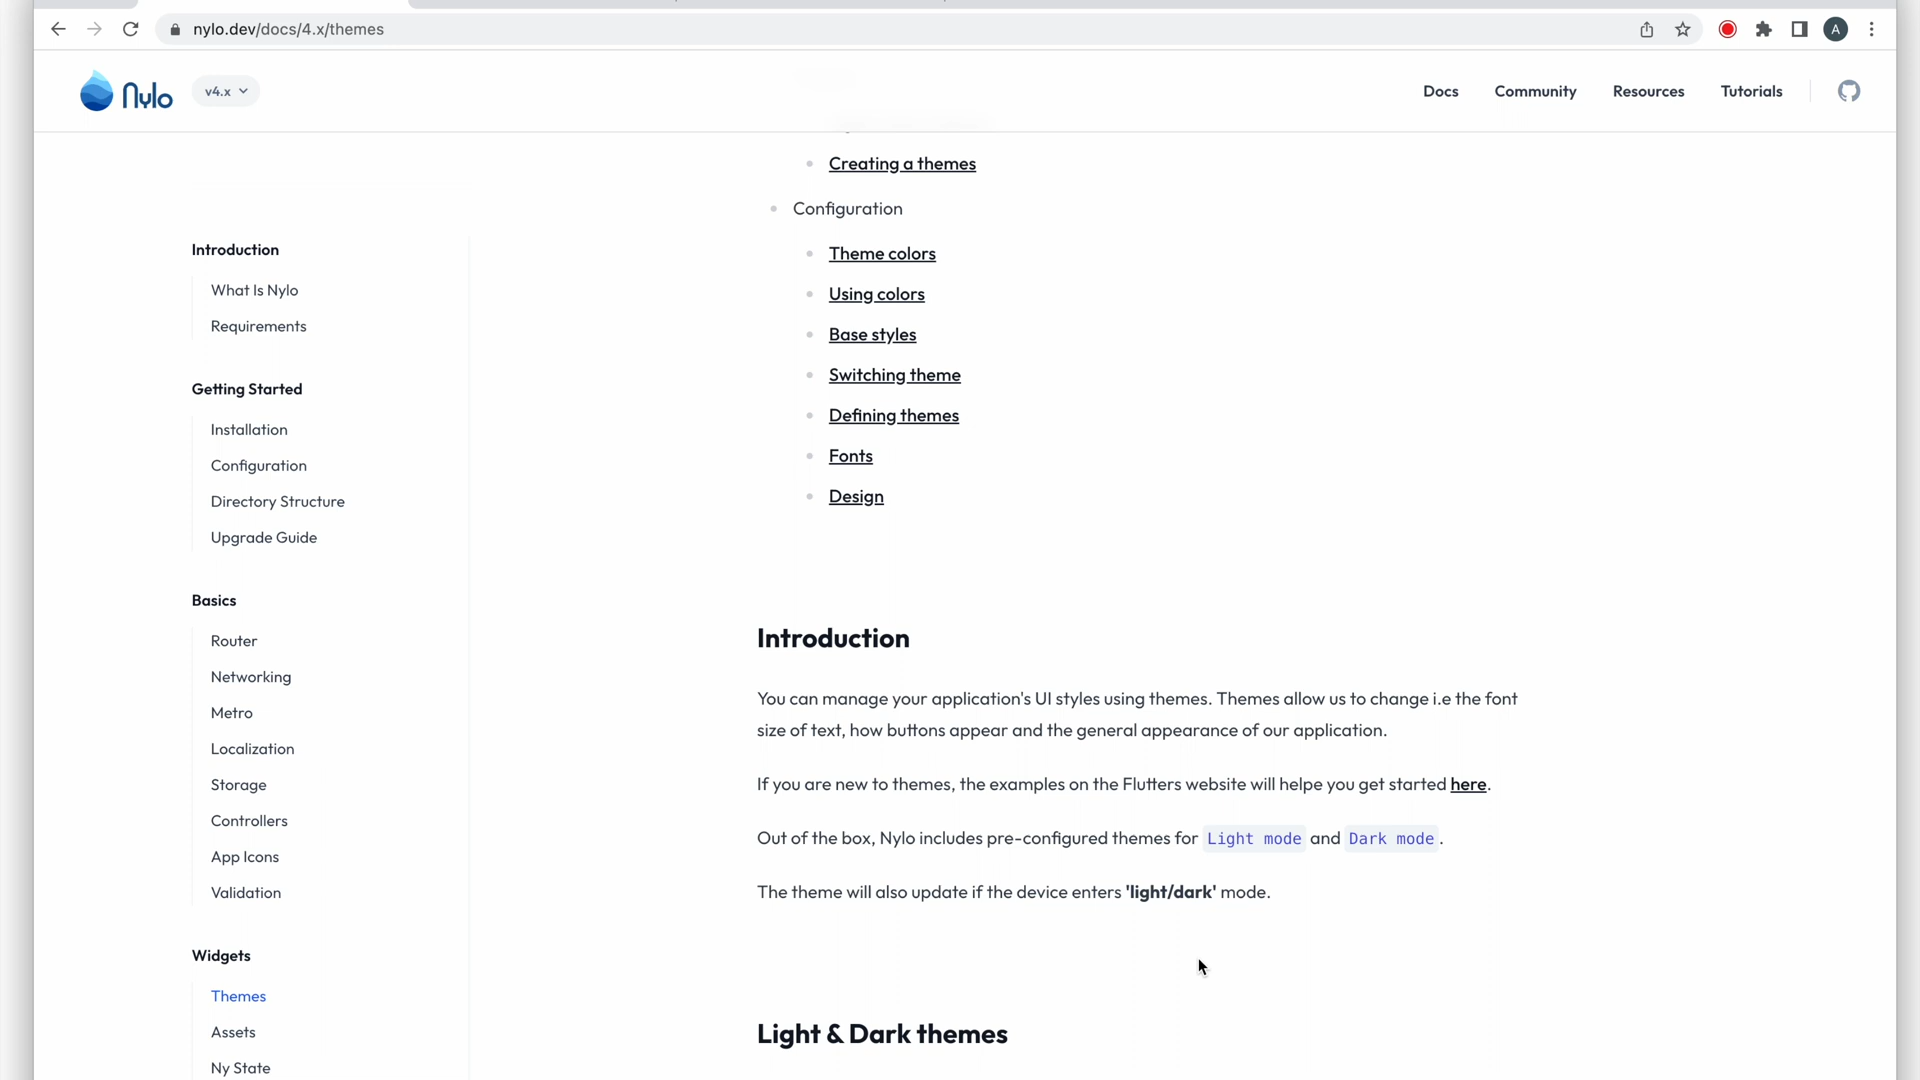 nylo.dev/docs/4.x/themes
A
Nylo
v4.x
Docs
Community
Resources
Tutorials
Creating a themes
Configuration
Theme colors
Using colors
Base styles
Switching theme
Defining themes
Fonts
Design
Introduction
What Is Nylo
Requirements
Getting Started
Installation
Configuration
Directory Structure
Upgrade Guide
Basics
Router
Networking
Metro
Localization
Storage
Controllers
App Icons
Validation
Widgets
Themes
Assets
Ny State
Introduction
You can manage your application's UI styles using themes. Themes allow us to change i.e the font
size of text, how buttons appear and the general appearance of our application.
If you are new to themes, the examples on the Flutters website will helpe you get started here.
Out of the box, Nylo includes pre-configured themes for Light mode and Dark mode.
The theme will also update if the device enters 'light/dark' mode.
Light & Dark themes